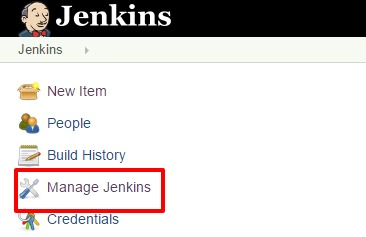 Jenkins
Jenkins
New Item
People
Build History
Manage Jenkins
Credentials